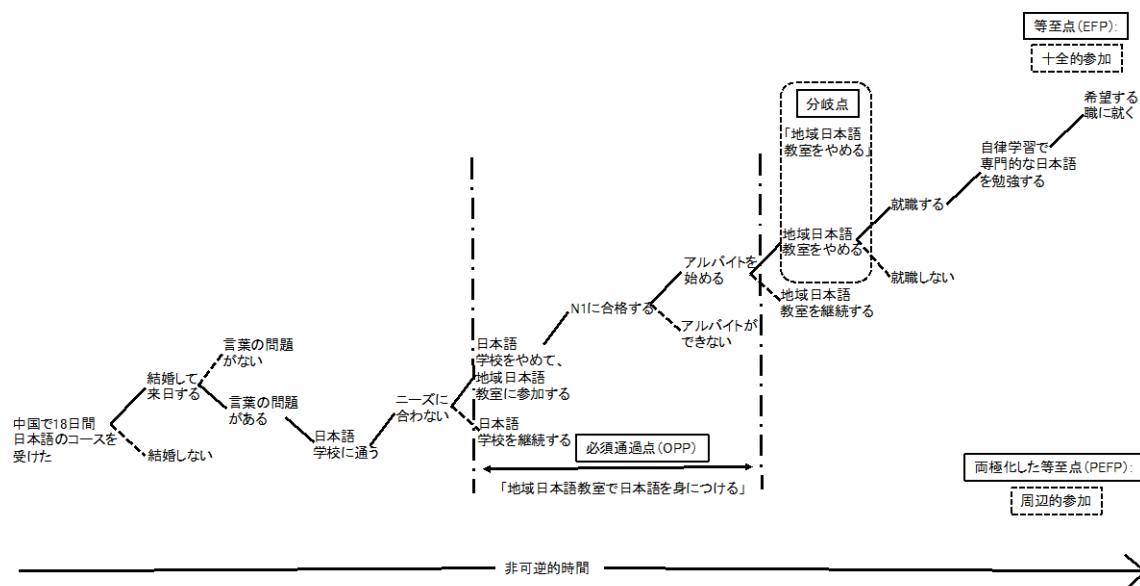 等至点(EFP):
十全的参加
分岐点
「地域日本語
教室をやめる」
希望する
職に就く
自律学習で
専門的な日本語
を勉強する
就職する
地域日本語
教室をやめる
就職しない
アルバイトを
始める
地域日本語
教室を継続する
N1に合格する
アルバイトが
できない
日本語
学校をやめて、
地域日本語
教室に参加する
言葉の問題
がない
結婚して
来日する
言葉の問題
がある
ニーズに
合わない
中国で18日間
日本語のコースを
受けた
日本語
学校に通う
日本語
学校を継続する
結婚しない
必須通過点(OPP)
「地域日本語教室で日本語を身につける」
両極化した等至点(PEFP):
周辺的参加
非可逆的時間